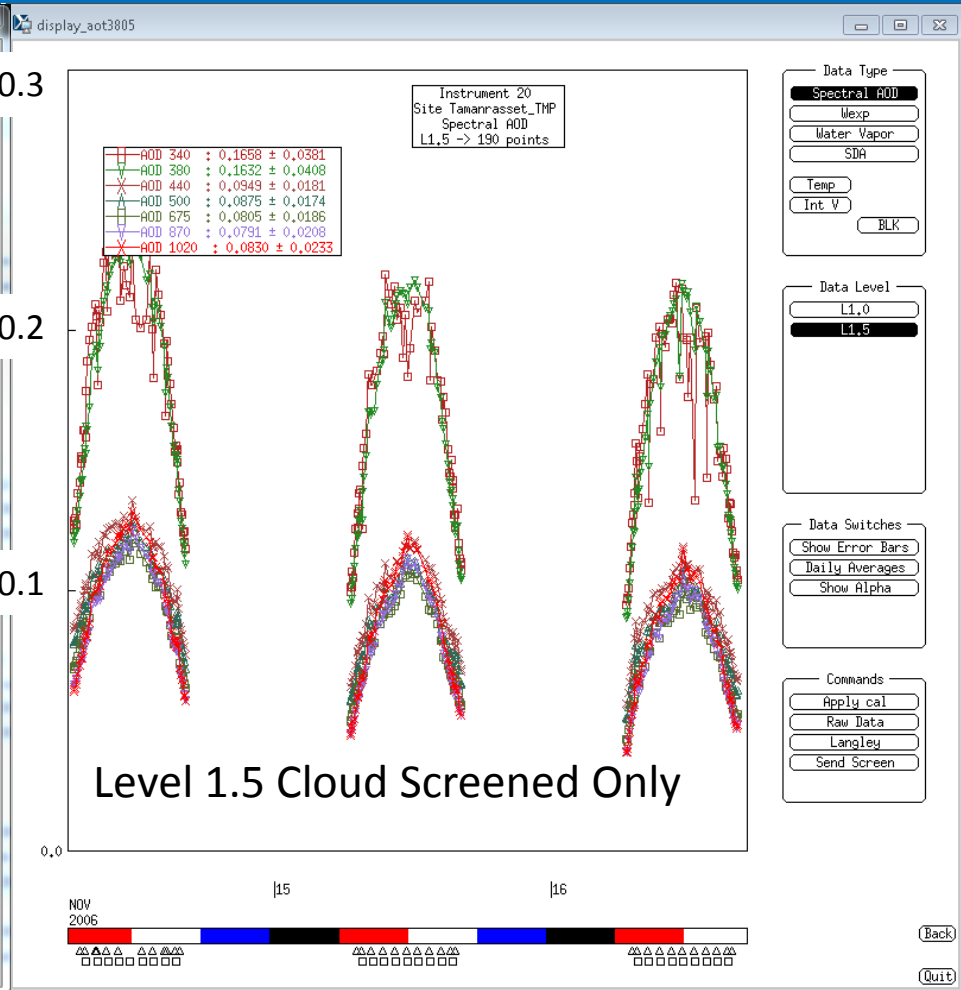 display_aot3805
0.3
0.2
0.1
0.0
Instrument 20
Site Tamanrasset_TMP
Spectral AOD
L1.5 -> 190 points
AOD 340 : 0.1658 ± 0.0381
AOD 380 : 0.1632 ± 0.0408
AOD 440 : 0.0949 ± 0.0181
AOD 500 : 0.0875 ± 0.0174
AOD 675 : 0.0805 ± 0.0186
AOD 870 : 0.0791 ± 0.0208
AOD 1020 : 0.0830 ± 0.0233
Level 1.5 Cloud Screened Only
|15
|16
NOV
2006
Data Type
Spectral AOD
Wexp
Water Vapor
SDA
Temp
Int V
BLK
Data Level
L1.0
L1.5
Data Switches
Show Error Bars
Daily Averages
Show Alpha
Commands
Apply cal
Raw Data
Langley
Send Screen
Back
Quit